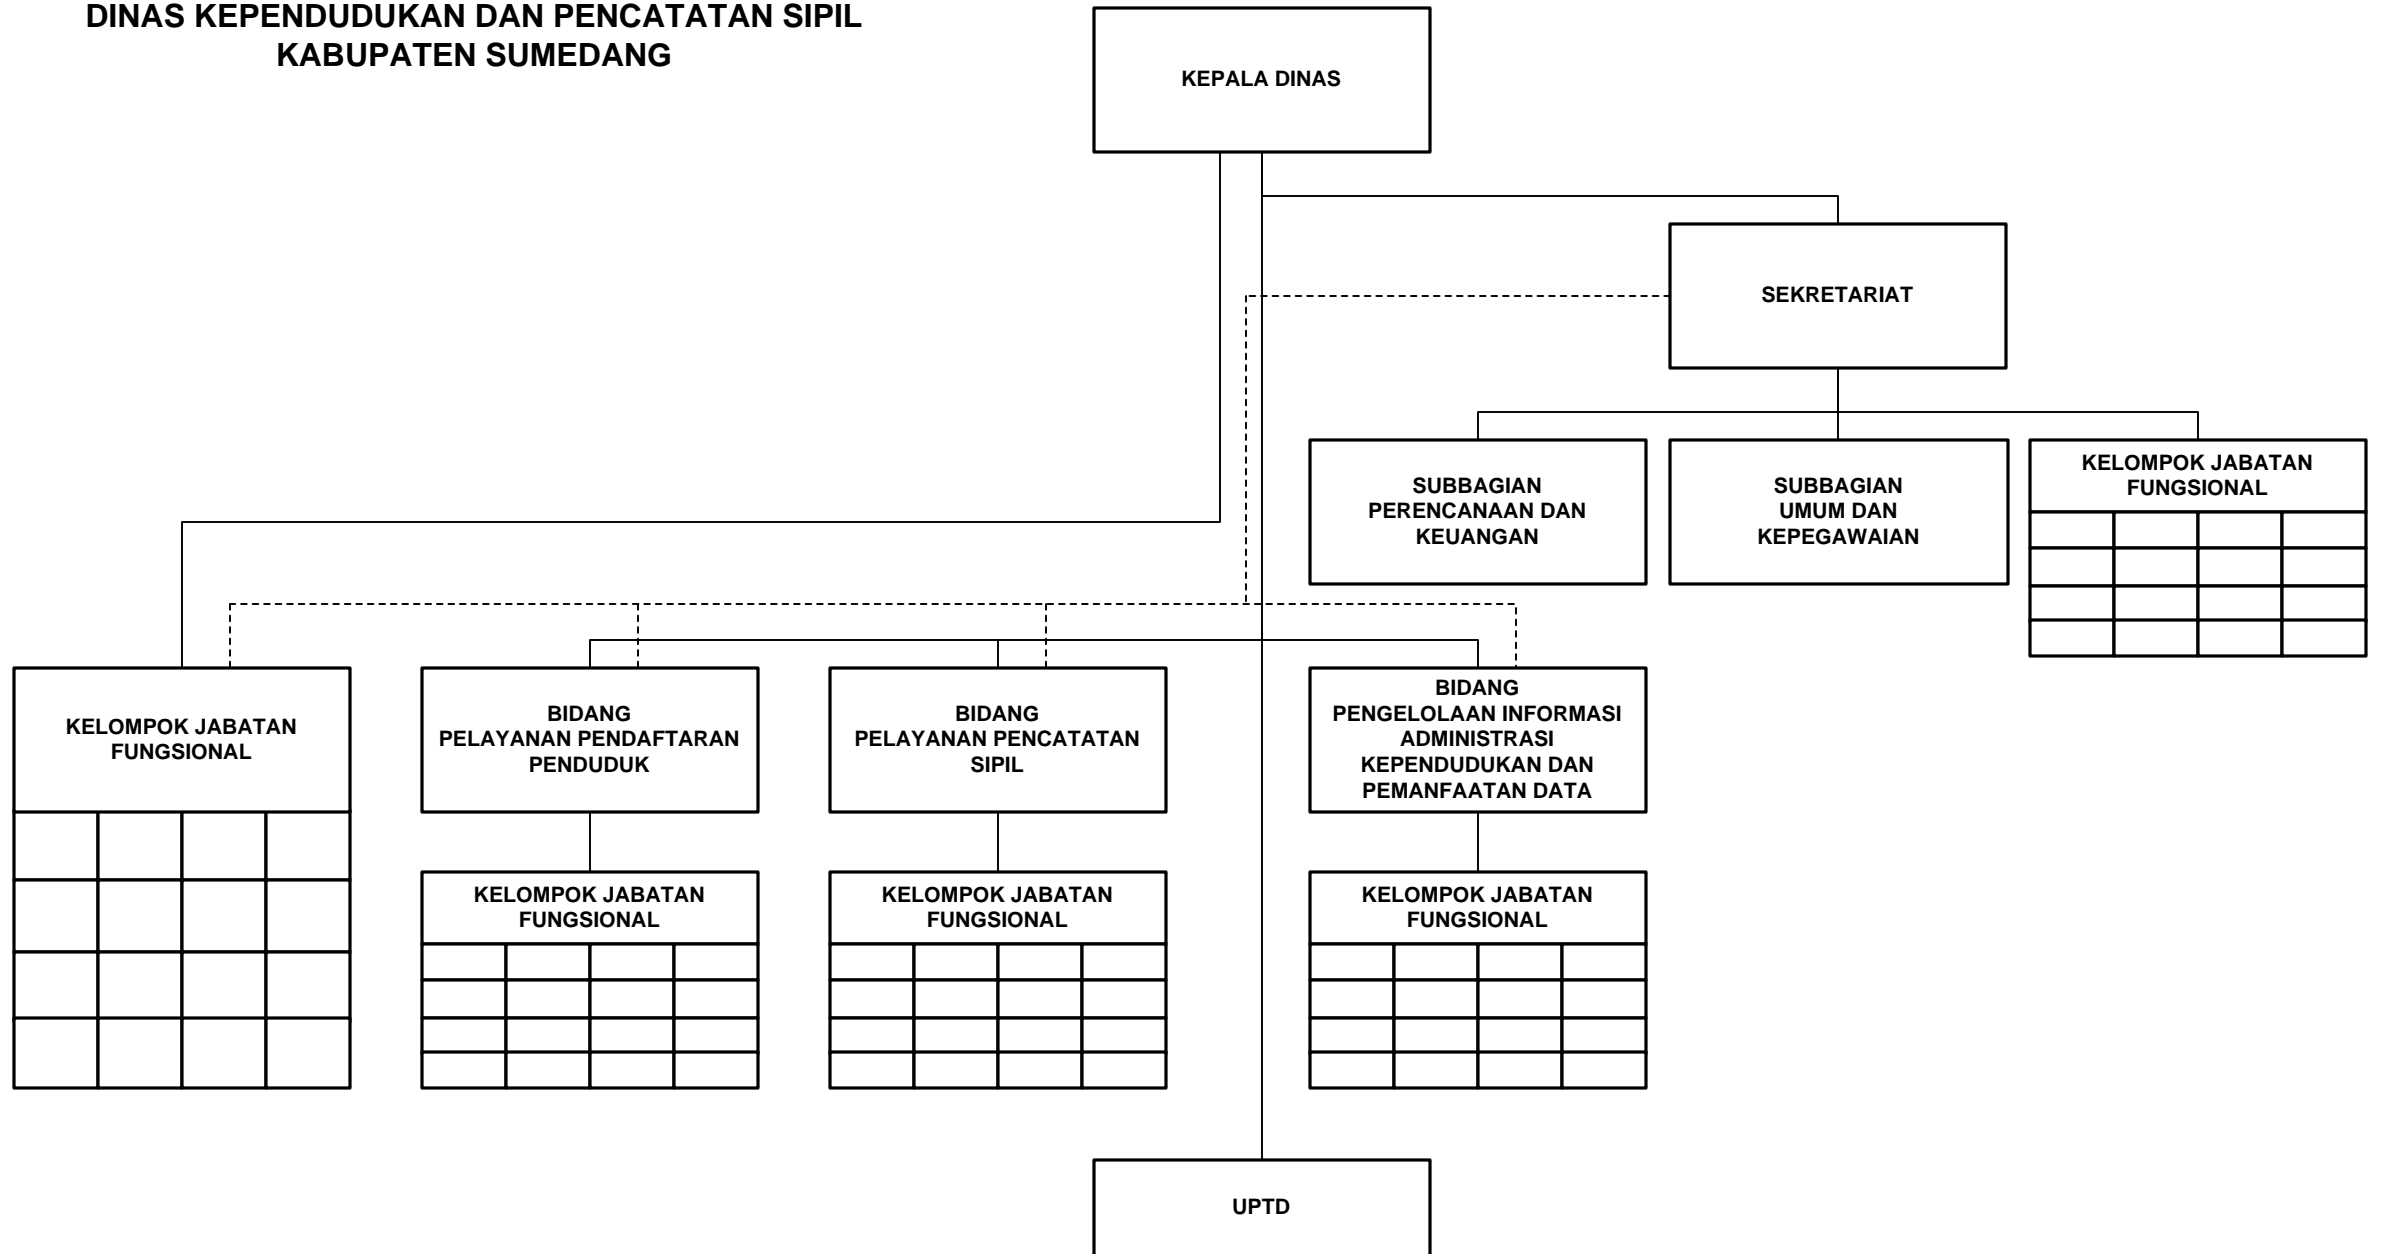 DINAS KEPENDUDUKAN DAN PENCATATAN SIPIL
KABUPATEN SUMEDANG
KEPALA DINAS
SEKRETARIAT
SUBBAGIAN
PERENCANAAN DAN
KEUANGAN
SUBBAGIAN
UMUM DAN
KEPEGAWAIAN
KELOMPOK JABATAN
FUNGSIONAL
KELOMPOK JABATAN
FUNGSIONAL
BIDANG
PELAYANAN PENDAFTARAN
PENDUDUK
BIDANG
PELAYANAN PENCATATAN
SIPIL
BIDANG
PENGELOLAAN INFORMASI
ADMINISTRASI
KEPENDUDUKAN DAN
PEMANFAATAN DATA
KELOMPOK JABATAN
FUNGSIONAL
KELOMPOK JABATAN
FUNGSIONAL
KELOMPOK JABATAN
FUNGSIONAL
UPTD